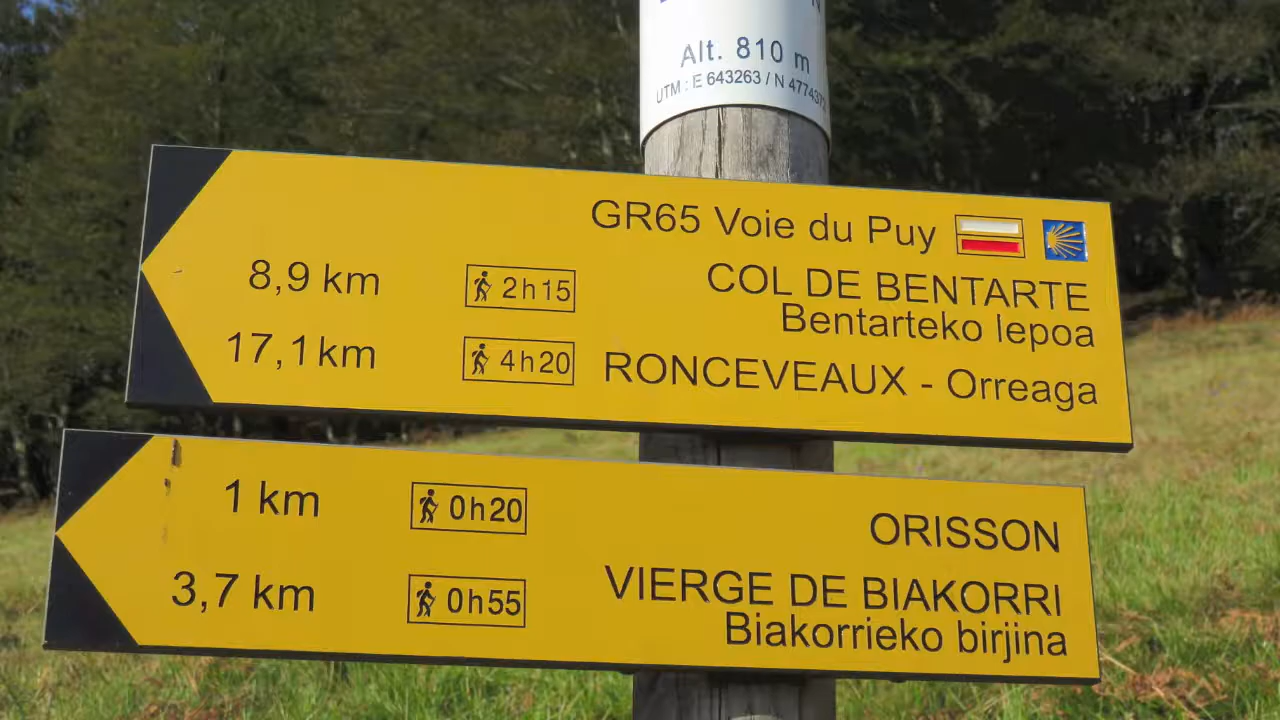 Alt. 810 m
UTM : E 643263 / N 477437
GR65 Voie du Puy
8,9 km 2h15 COL DE BENTARTE
Bentarteko lepoa
17,1 km 4h20 RONCEVEAUX - Orreaga
1 km 0h20 ORISSON
3,7 km 0h55 VIERGE DE BIAKORRI
Biakorrieko birjina